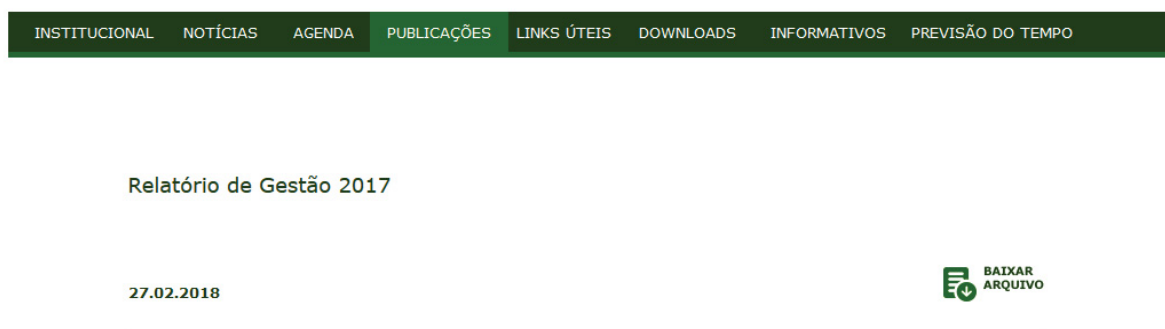 INSTITUCIONAL NOTÍCIAS AGENDA PUBLICAÇÕES LINKS ÚTEIS DOWNLOADS INFORMATIVOS PREVISÃO DO TEMPO
Relatório de Gestão 2017
27.02.2018
BAIXAR
ARQUIVO